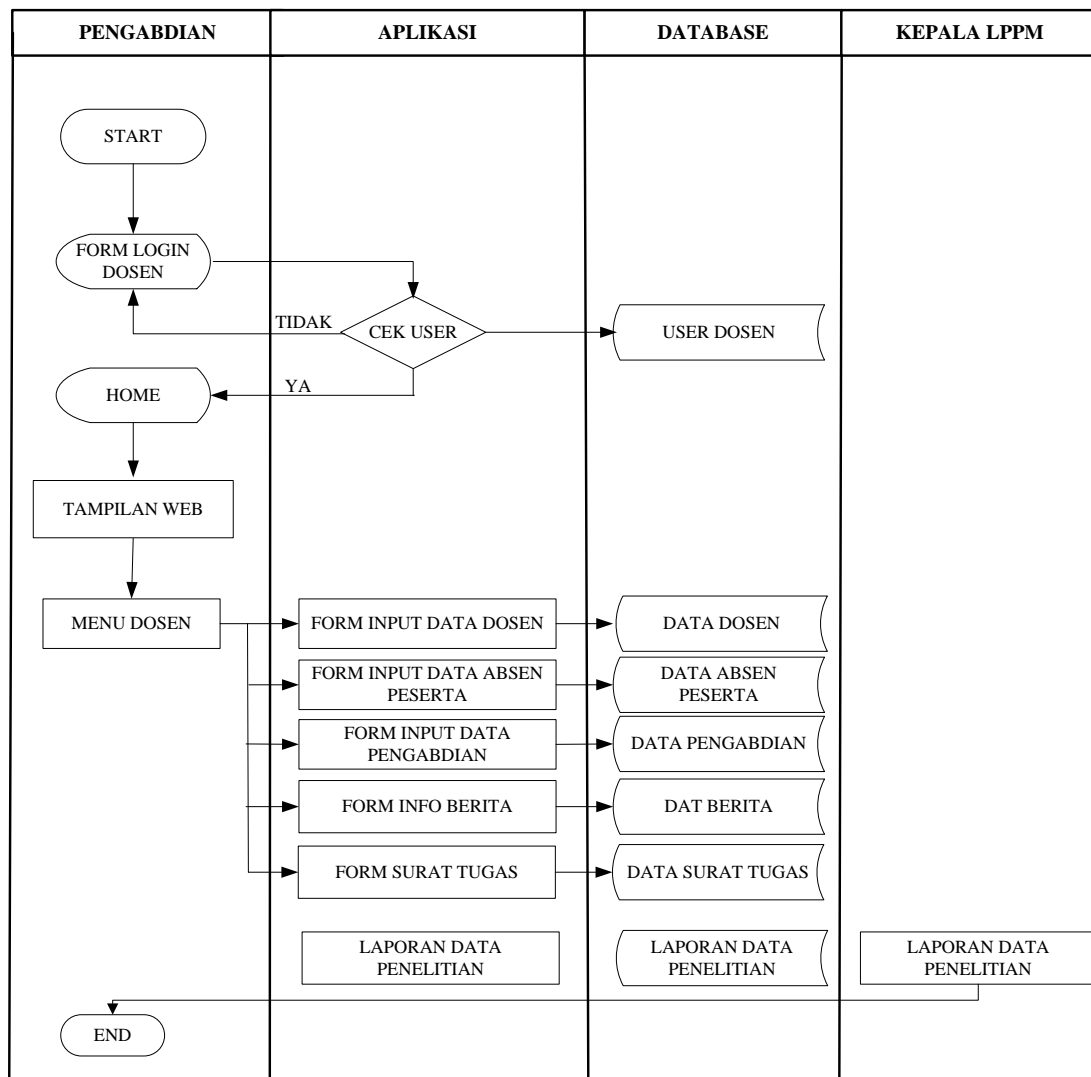 PENGABDIAN
APLIKASI
DATABASE
KEPALA LPPM
START
FORM LOGIN
DOSEN
TIDAK
CEK USER
USER DOSEN
HOME
YA
TAMPILAN WEB
MENU DOSEN
FORM INPUT DATA DOSEN
DATA DOSEN
FORM INPUT DATA ABSEN
PESERTA
DATA ABSEN
PESERTA
FORM INPUT DATA
PENGABDIAN
DATA PENGABDIAN
FORM INFO BERITA
DAT BERITA
FORM SURAT TUGAS
DATA SURAT TUGAS
LAPORAN DATA
PENELITIAN
LAPORAN DATA
PENELITIAN
LAPORAN DATA
PENELITIAN
END